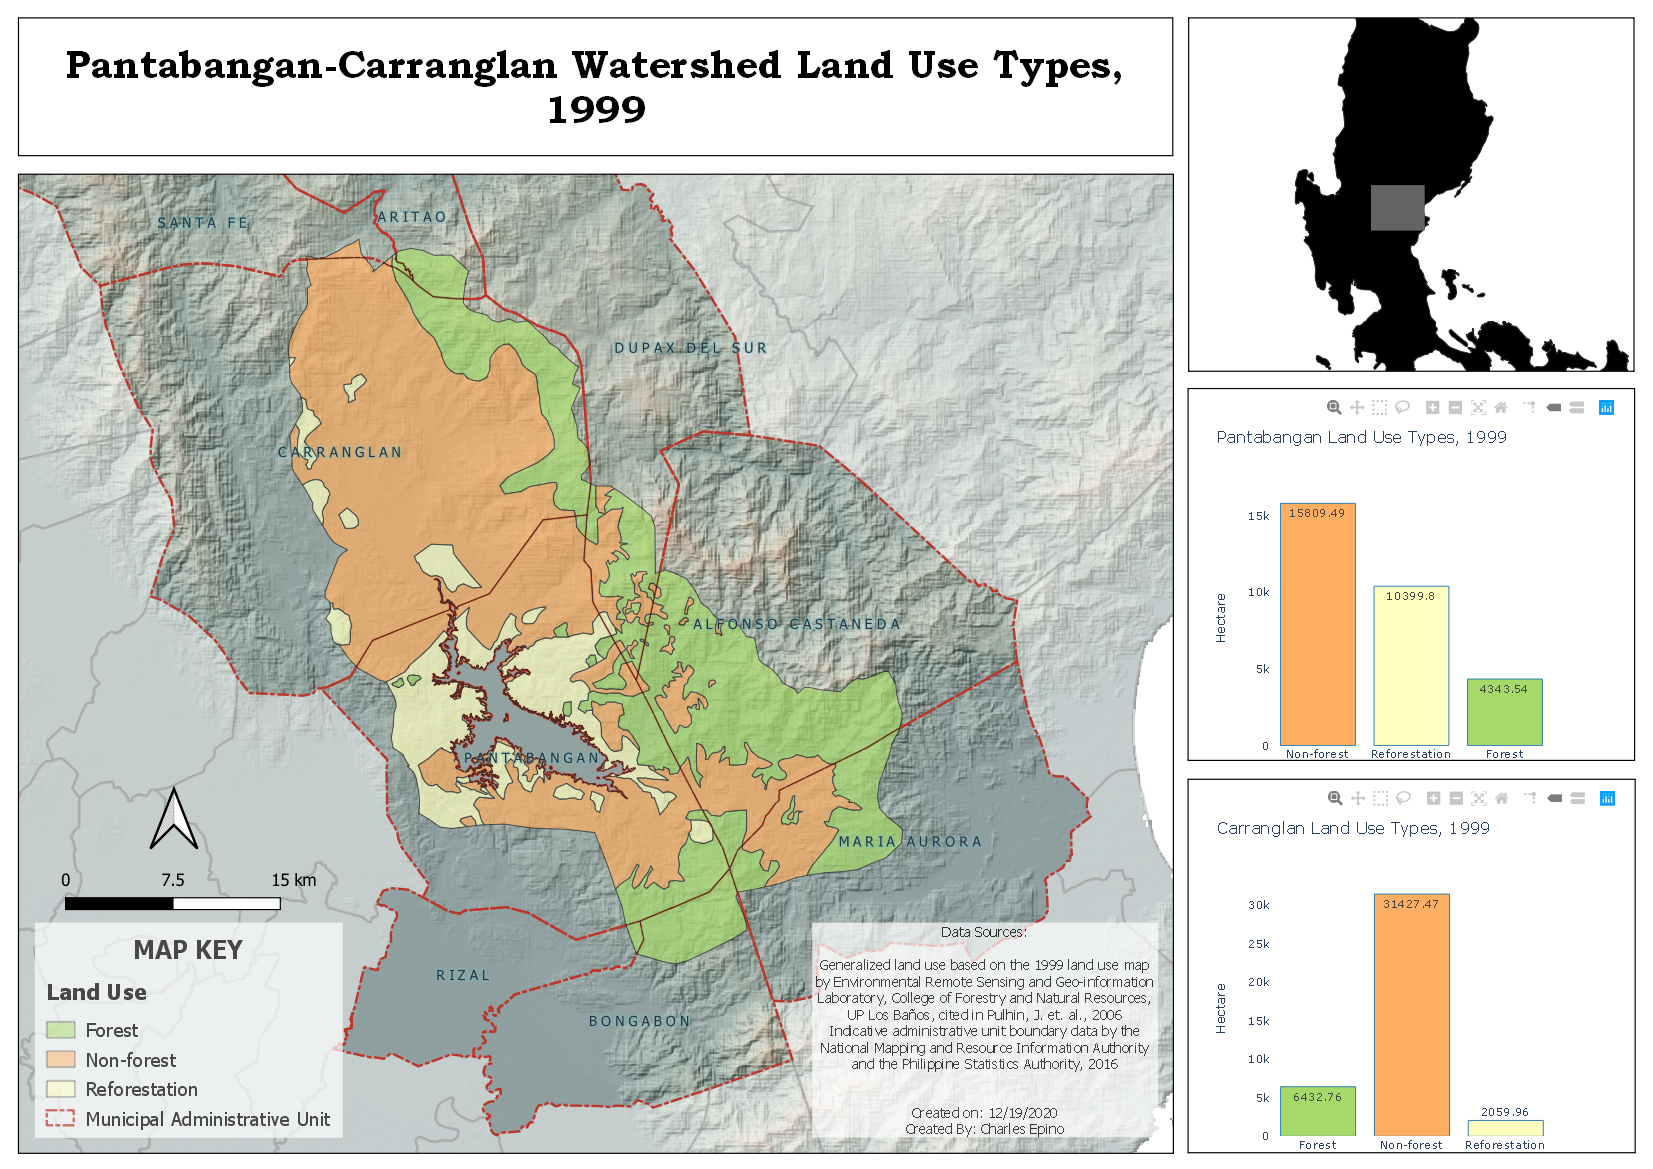 Pantabangan-Carranglan Watershed Land Use Types,
1999
SANTA FE
ARITAO
DUPAX DEL SUR
CARRANGLAN
ALFONSO CASTANEDA
PANTABANGAN
MARIA AURORA
RIZAL
BONGABON
0 7.5 15 km
MAP KEY
Land Use
Forest
Non-forest
Reforestation
Municipal Administrative Unit
Data Sources:
Generalized land use based on the 1999 land use map
by Environmental Remote Sensing and Geo-Information
Laboratory, College of Forestry and Natural Resources,
UP Los Baños, cited in Pulhin, J. et. al., 2006
Indicative administrative unit boundary data by the
National Mapping and Resource Information Authority
and the Philippine Statistics Authority, 2016
Created on: 12/19/2020
Created By: Charles Epino
Pantabangan Land Use Types, 1999
Hectare
15k
10k
5k
0
15809.49
10399.8
4343.54
Non-forest Reforestation Forest
Carranglan Land Use Types, 1999
Hectare
30k
25k
20k
15k
10k
5k
0
6432.76
31427.47
2059.96
Forest Non-forest Reforestation